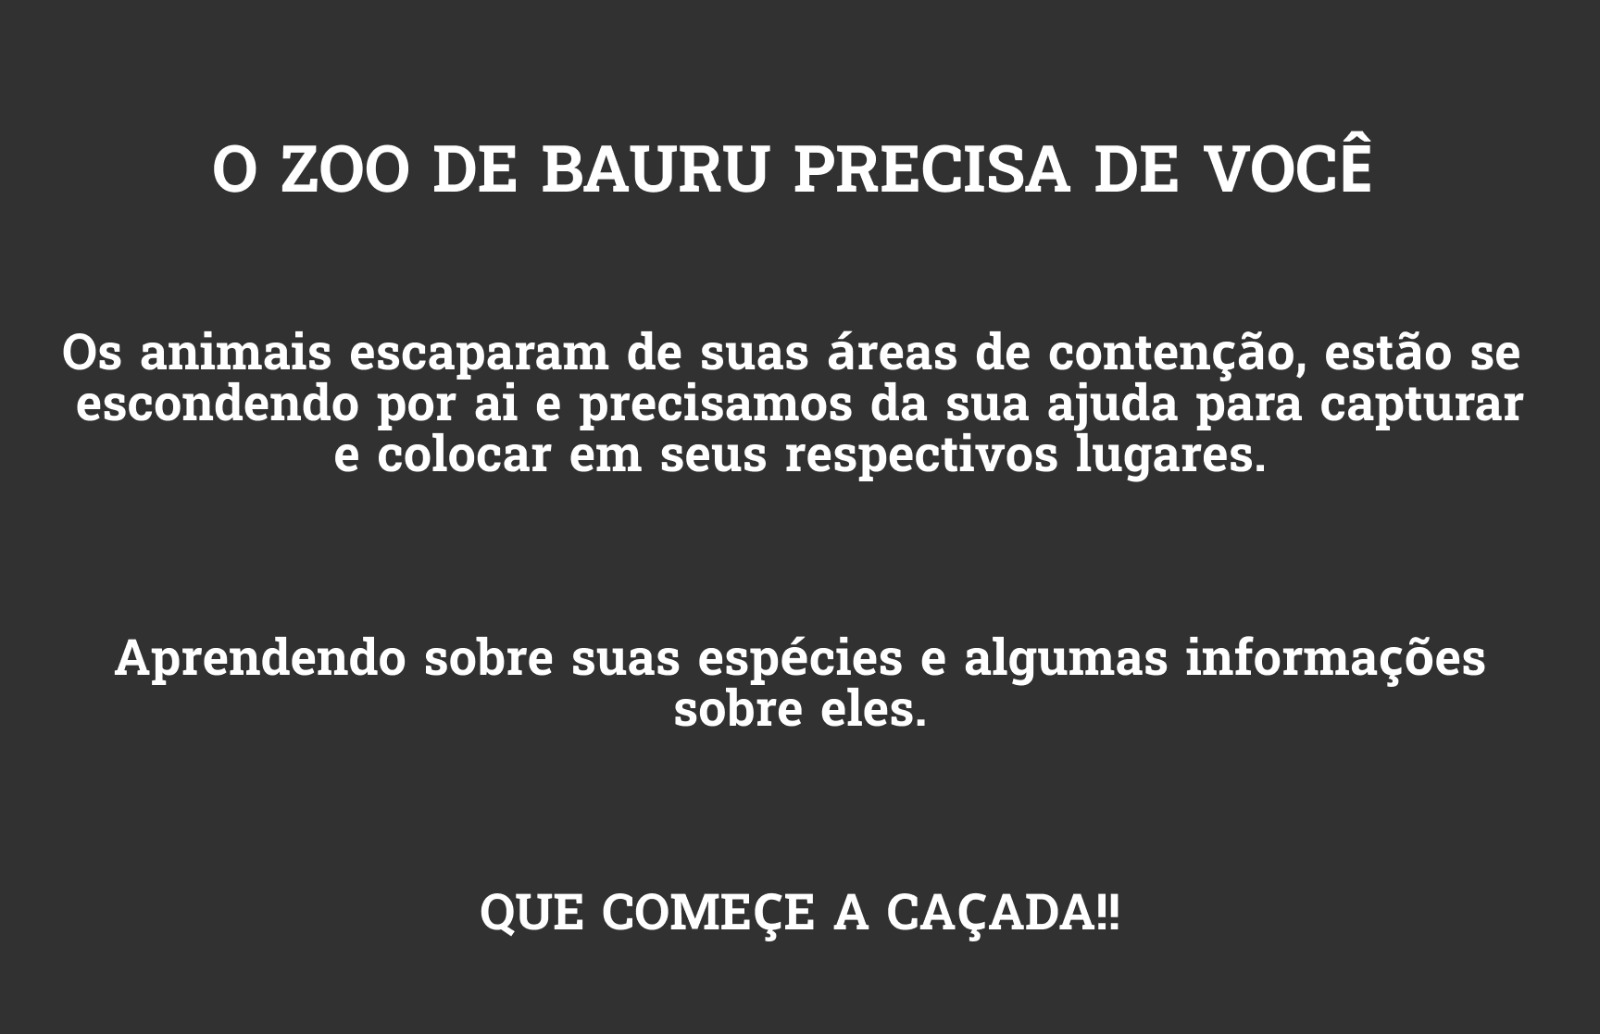 O ZOO DE BAURU PRECISA DE VOCÊ
Os animais escaparam de suas áreas de contenção, estão se
escondendo por ai e precisamos da sua ajuda para capturar
e colocar em seus respectivos lugares.
Aprendendo sobre suas espécies e algumas informações
sobre eles.
QUE COMEÇE A CAÇADA!!